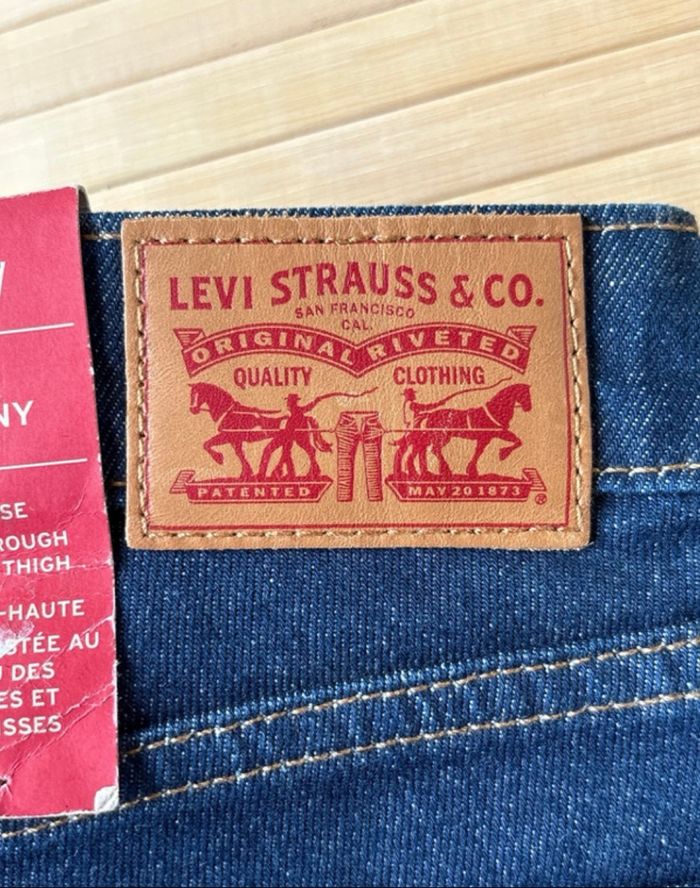 LEVI STRAUSS & CO.
SAN FRANCISCO
CAL.
ORIGINAL RIVETED
QUALITY CLOTHING
PATENTED MAY 20 1873
®
NY
SE
ROUGH
THIGH
-HAUTE
STÉE AU
U DES
ES ET
ISSES